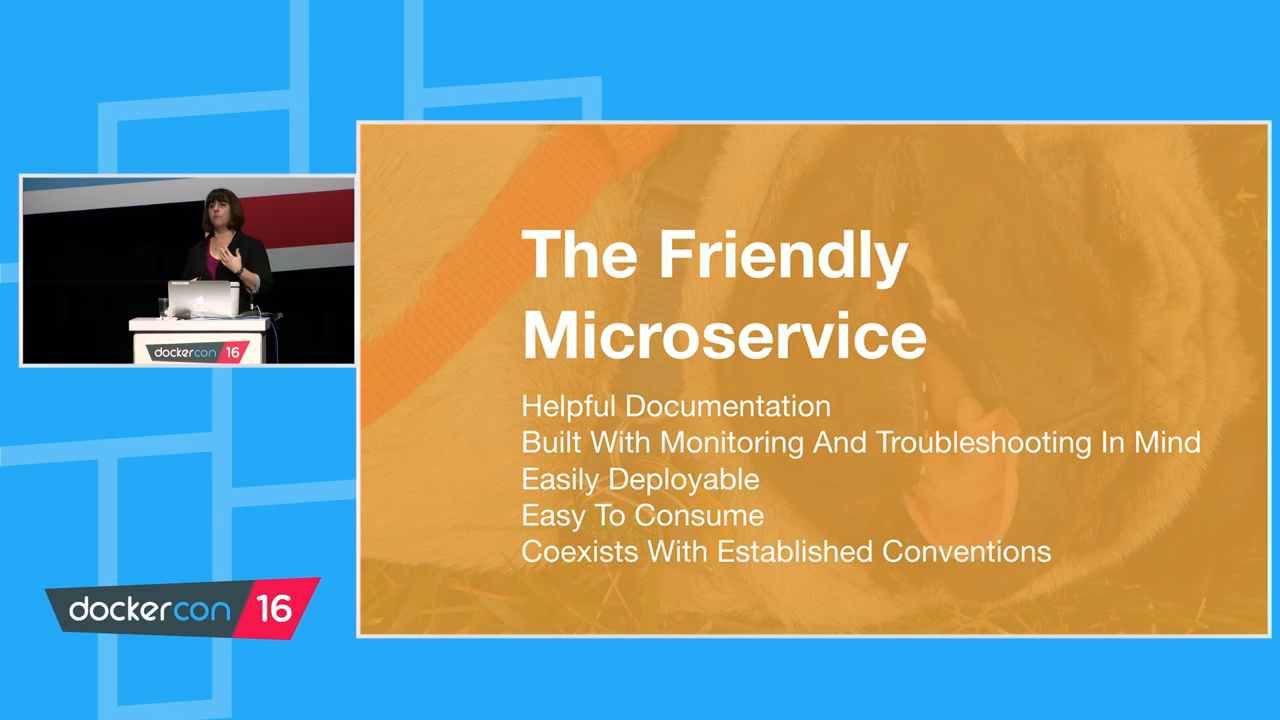 The Friendly
Microservice
Helpful Documentation
Built With Monitoring And Troubleshooting In Mind
Easily Deployable
Easy To Consume
Coexists With Established Conventions
dockercon 16
dockercon 16